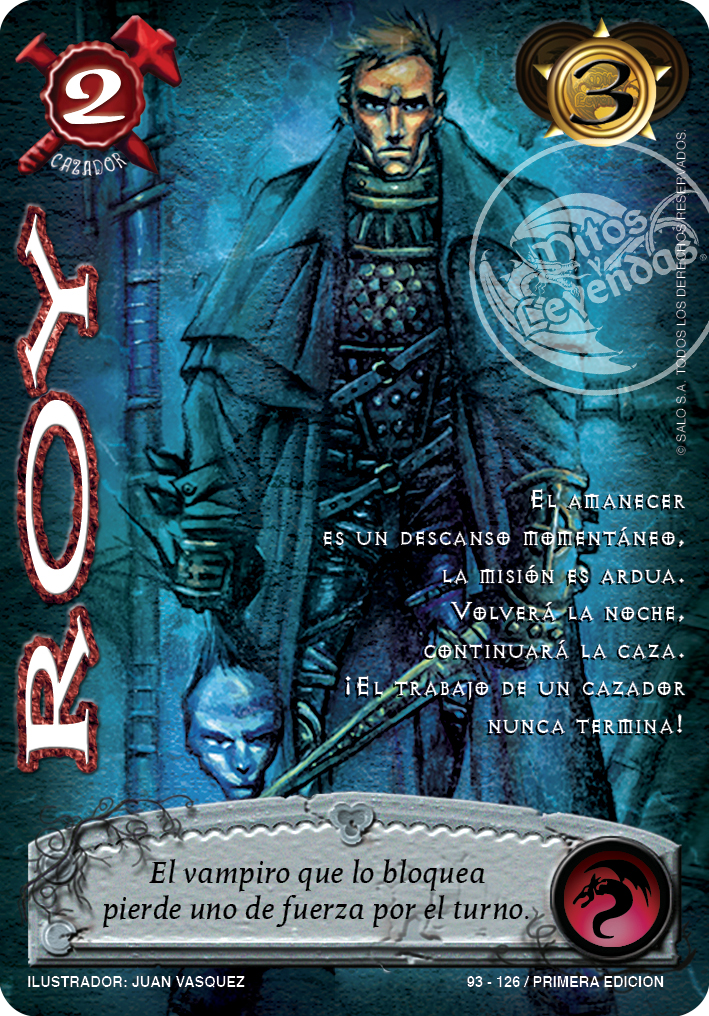 2
CAZADOR
3
ROY
Mitos
y
Leyendas
®
© SALO S.A. TODOS LOS DERECHOS RESERVADOS
El amanecer
es un descanso momentáneo,
la misión es ardua.
Volverá la noche,
continuará la caza.
¡El trabajo de un cazador
nunca termina!
El vampiro que lo bloquea
pierde uno de fuerza por el turno.
ILUSTRADOR: JUAN VASQUEZ
93 - 126 / PRIMERA EDICION